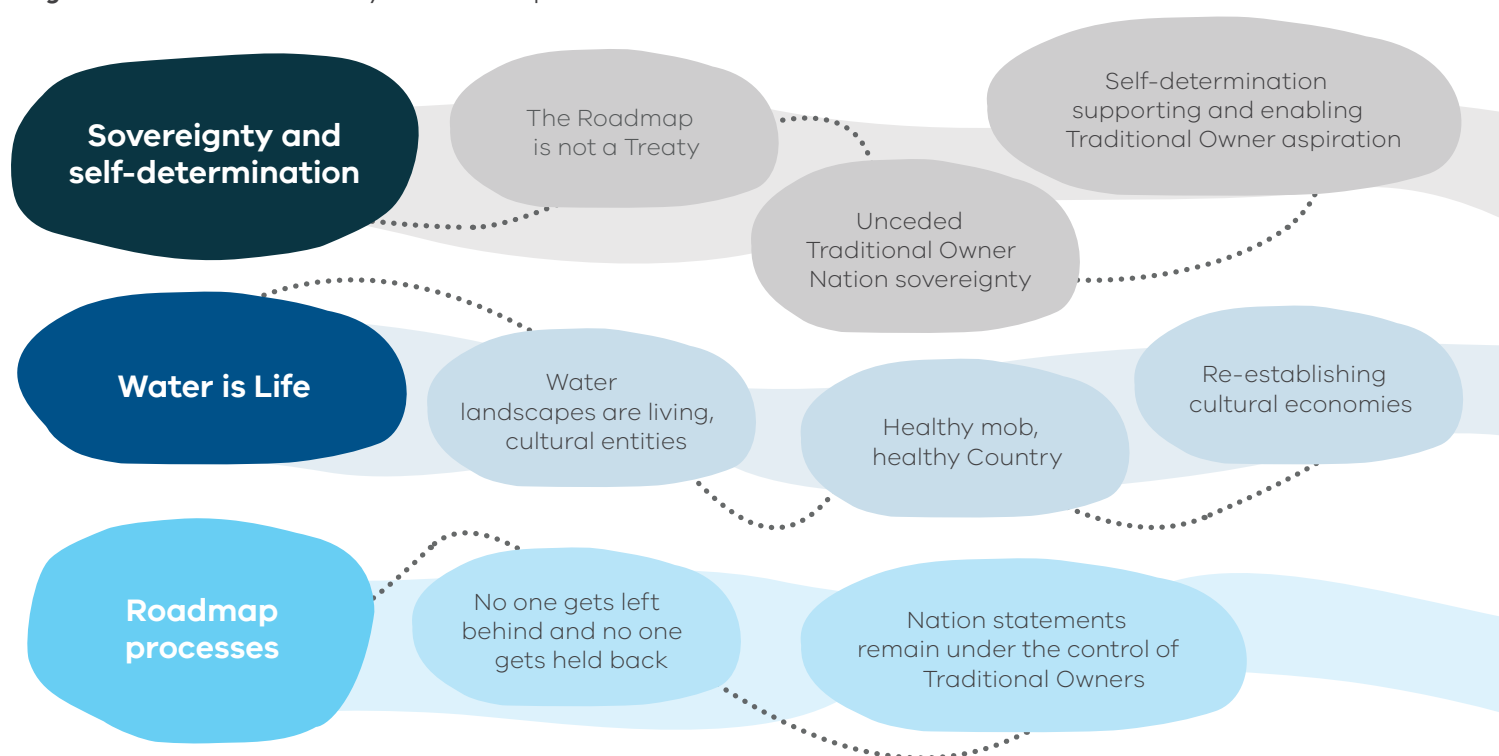 Sovereignty and
self-determination
The Roadmap
is not a Treaty
Unceded
Traditional Owner
Nation sovereignty
Self-determination
supporting and enabling
Traditional Owner aspiration
Water is Life
Water
landscapes are living,
cultural entities
Healthy mob,
healthy Country
Re-establishing
cultural economies
Roadmap
processes
No one gets left
behind and no one
gets held back
Nation statements
remain under the control of
Traditional Owners